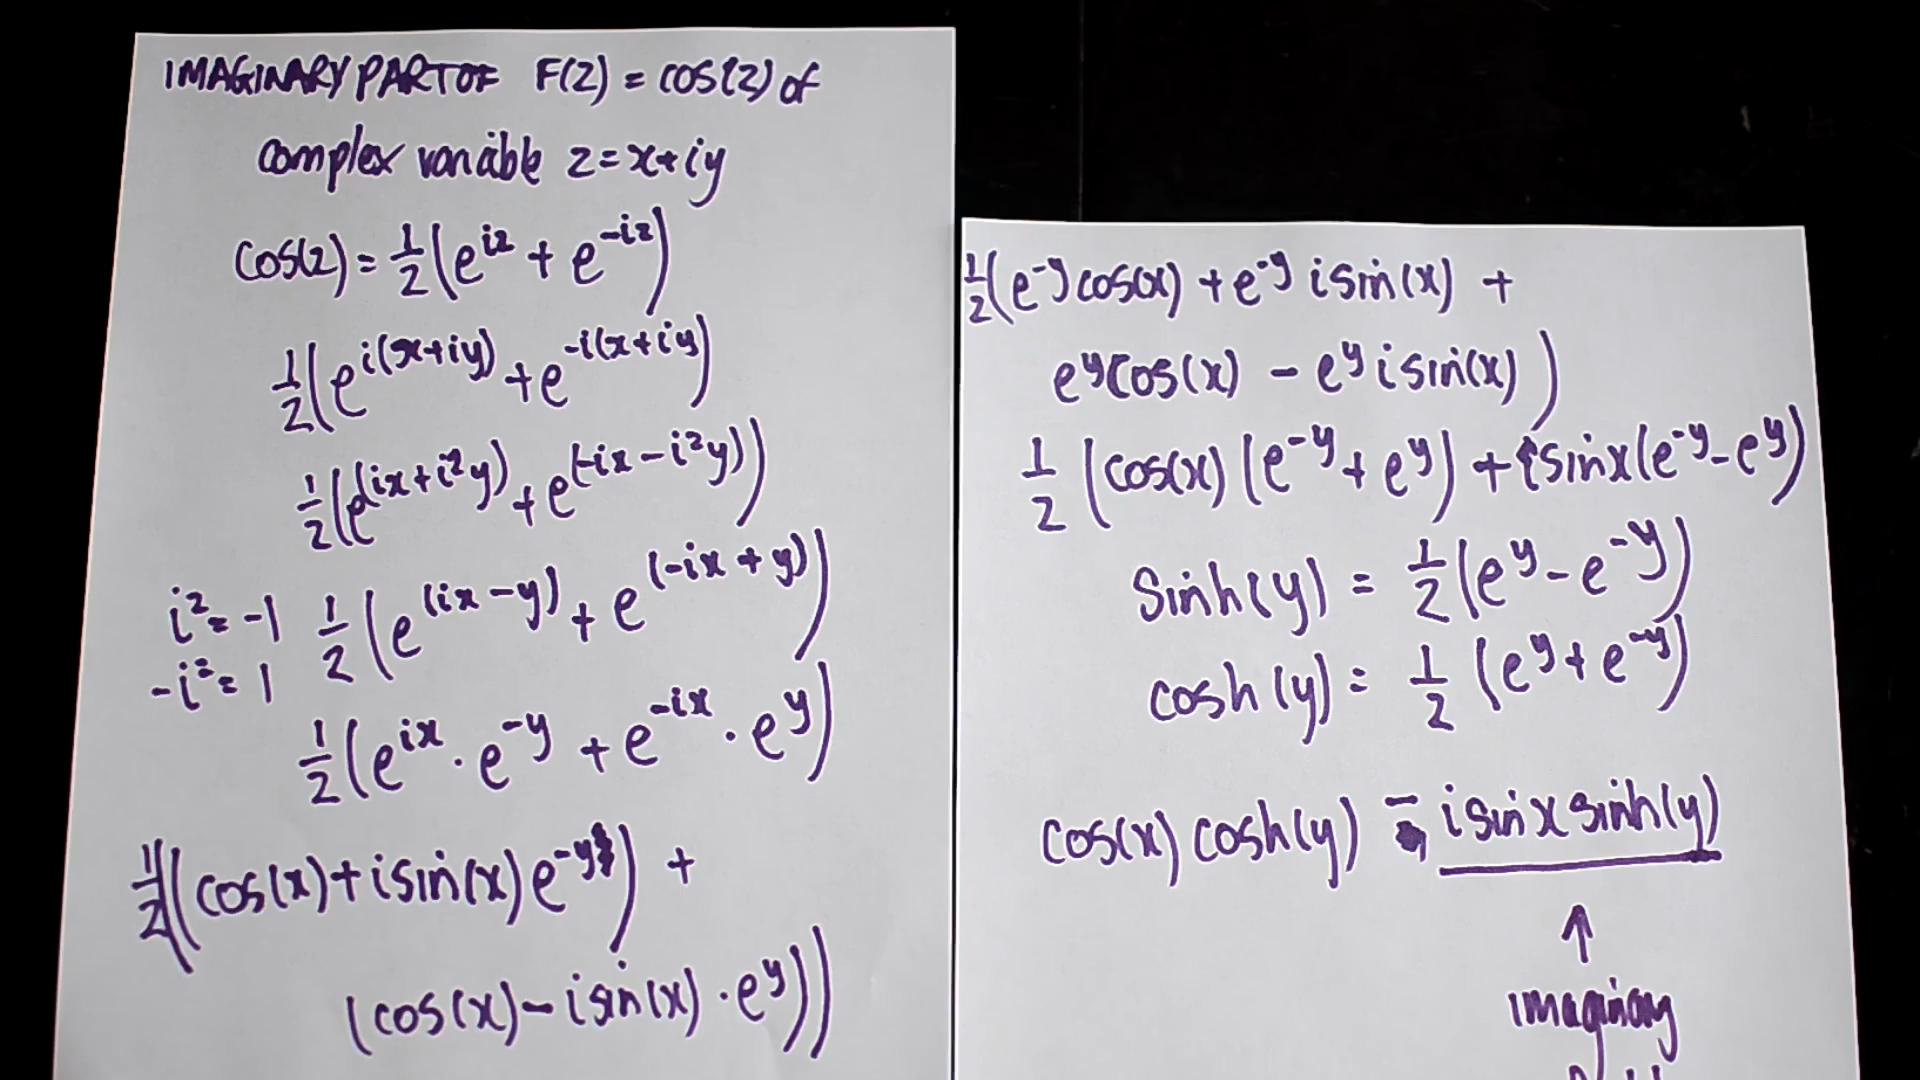 IMAGINARY PART OF F(Z) = COS(Z) of
complex variable z=x+iy
Cos(z) = 1/2(e^iz + e^-iz)
1/2(e^i(x+iy) + e^-i(x+iy))
1/2(e^(ix+i²y) + e^(-ix-i²y))
i²=-1 1/2(e^(ix-y) + e^(-ix+y))
-i²=1
1/2(e^ix · e^-y + e^-ix · e^y)
1/2((cos(x)+isin(x)e^-y) +
(cos(x)-isin(x) · e^y))
1/2(e^-y cos(x) + e^-y isin(x) +
e^y cos(x) - e^y isin(x))
1/2(cos(x)(e^-y + e^y) + isinx(e^-y - e^y)
Sinh(y) = 1/2(e^y - e^-y)
cosh(y) = 1/2(e^y + e^-y)
cos(x) cosh(y) - isinx sinh(y)
↑
imaginary